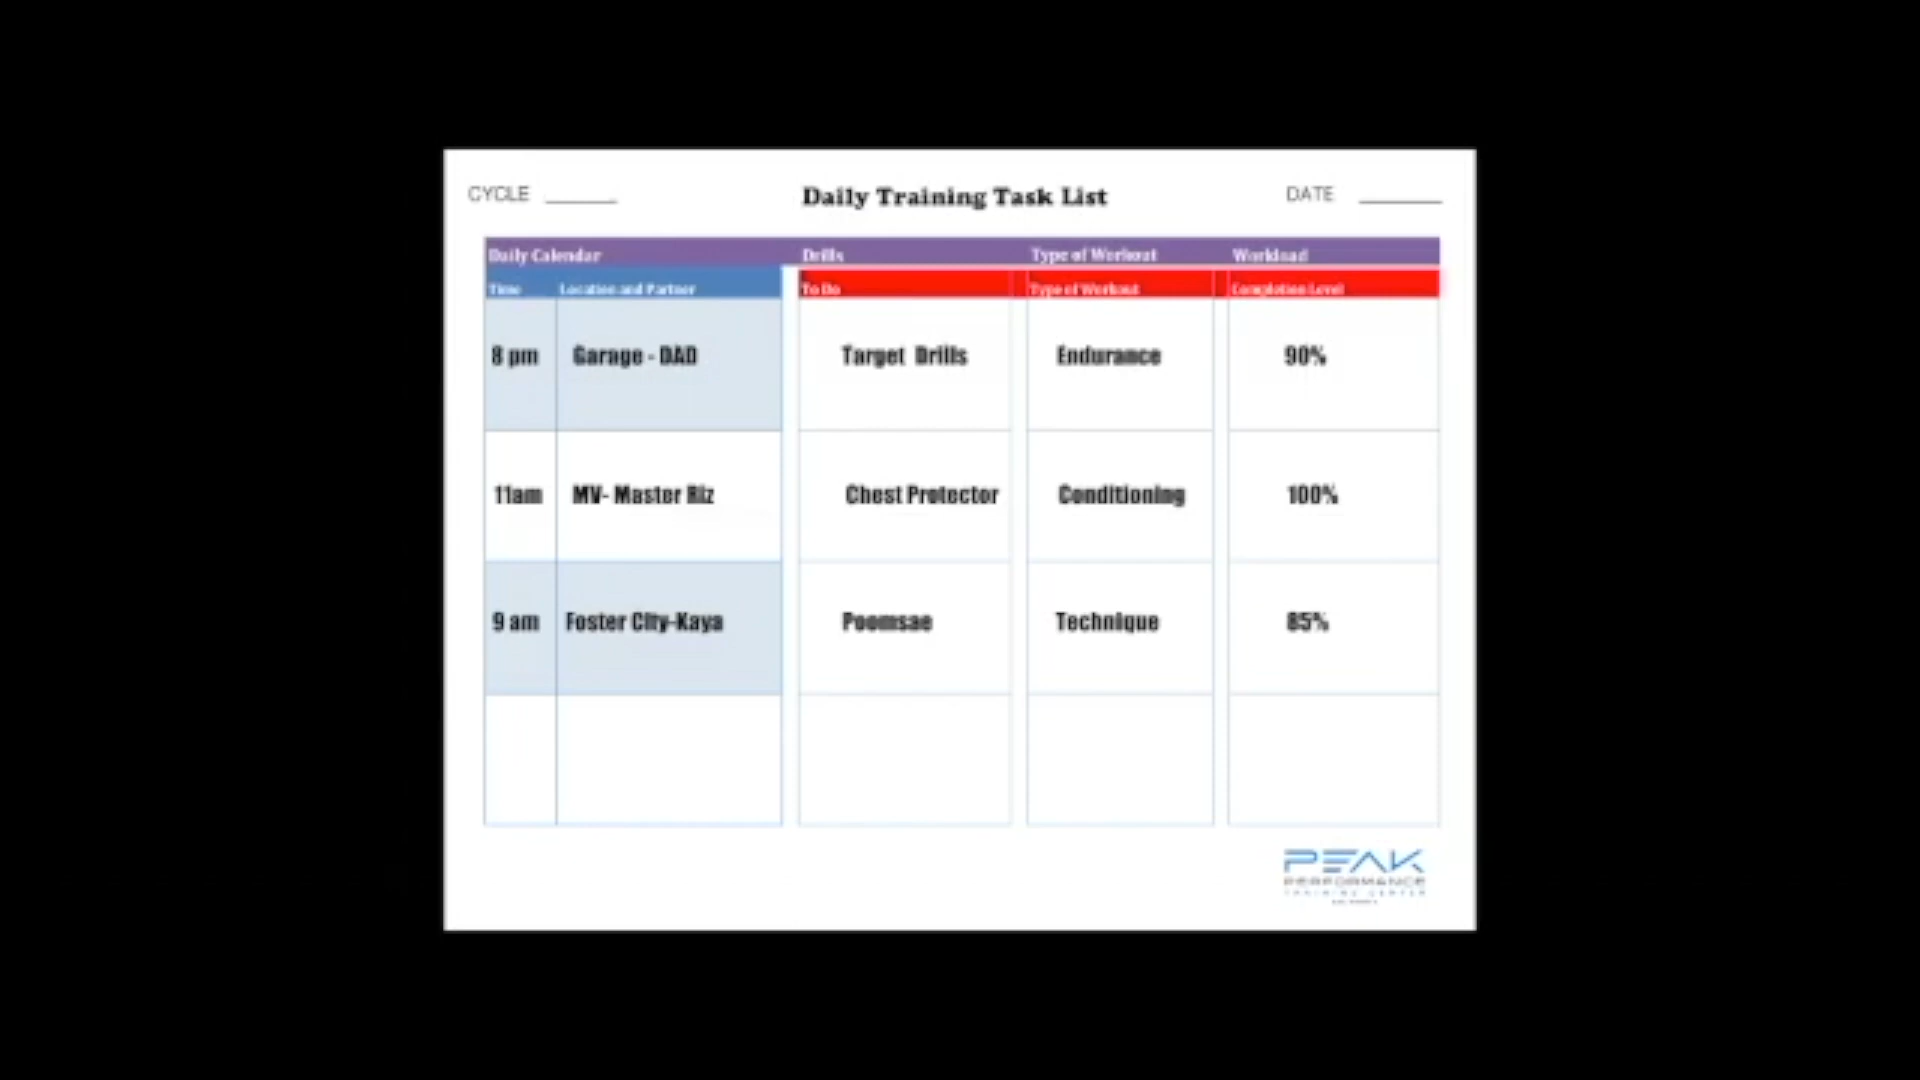 CYCLE Daily Training Task List DATE
Daily Calendar Drills Type of Workout Workload
Time Location and Partner To Do Type of Workout Completion Level
8 pm Garage - DAD Target Drills Endurance 90%
11am MV- Master Riz Chest Protector Conditioning 100%
9 am Foster City-Kaya Poomsae Technique 85%
PEAK
PERFORMANCE
TRAINING CENTER